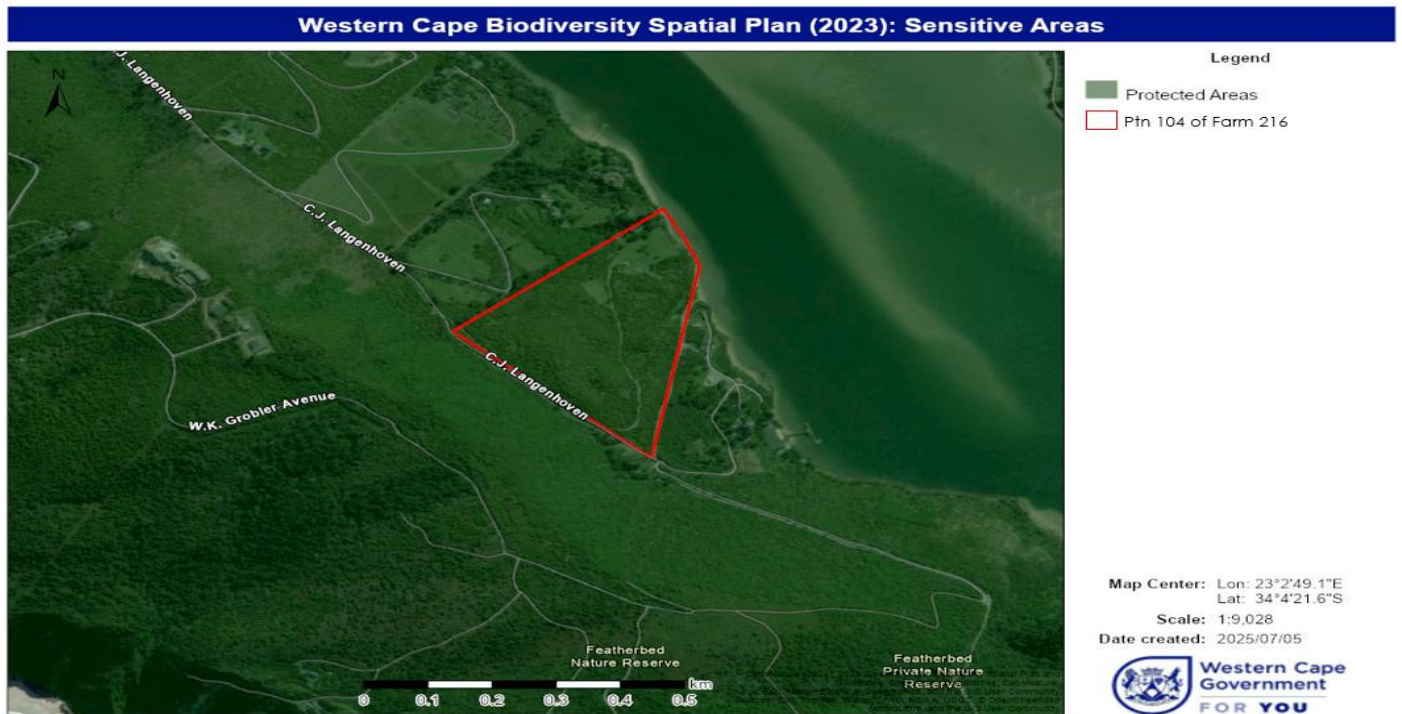 Western Cape Biodiversity Spatial Plan (2023): Sensitive Areas
N
J. Langenhoven
C.J. Langenhoven
C.J. Langenhoven
W.K. Grobler Avenue
Featherbed
Nature Reserve
Featherbed
Private Nature
Reserve
km
0 0.1 0.2 0.3 0.4 0.5
Legend
Protected Areas
Ptn 104 of Farm 216
Map Center: Lon: 23°2'49.1"E
Lat: 34°4'21.6"S
Scale: 1:9,028
Date created: 2025/07/05
Western Cape
Government
FOR YOU